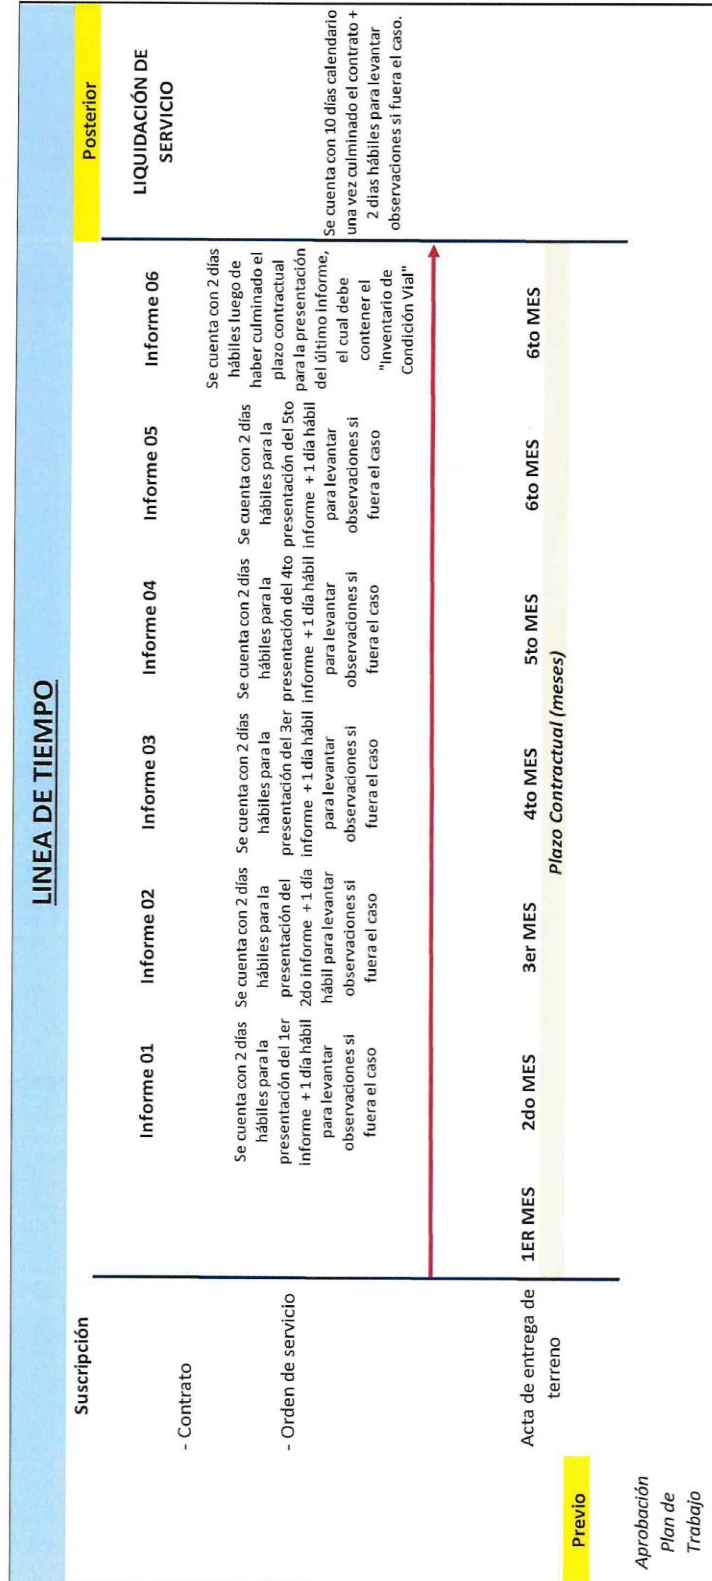 LINEA DE TIEMPO
Suscripción
- Contrato
- Orden de servicio
Acta de entrega de
terreno
Previo
Aprobación
Plan de
Trabajo
Informe 01
Se cuenta con 2 días
hábiles para la
presentación del 1er
informe + 1 día hábil
para levantar
observaciones si
fuera el caso
Informe 02
Se cuenta con 2 días
hábiles para la
presentación del
2do informe + 1 día
hábil para levantar
observaciones si
fuera el caso
Informe 03
Se cuenta con 2 días
hábiles para la
presentación del 3er
informe + 1 día hábil
para levantar
observaciones si
fuera el caso
Informe 04
Se cuenta con 2 días
hábiles para la
presentación del 4to
informe + 1 día hábil
para levantar
observaciones si
fuera el caso
Informe 05
Se cuenta con 2 días
hábiles para la
presentación del 5to
informe + 1 día hábil
para levantar
observaciones si
fuera el caso
Informe 06
Se cuenta con 2 días
hábiles luego de
haber culminado el
plazo contractual
para la presentación
del último informe,
el cual debe
contener el
"Inventario de
Condición Vial"
Posterior
LIQUIDACIÓN DE
SERVICIO
Se cuenta con 10 días calendario
una vez culminado el contrato +
2 dias hábiles para levantar
observaciones si fuera el caso.
1ER MES
2do MES
3er MES
4to MES
5to MES
6to MES
6to MES
Plazo Contractual (meses)